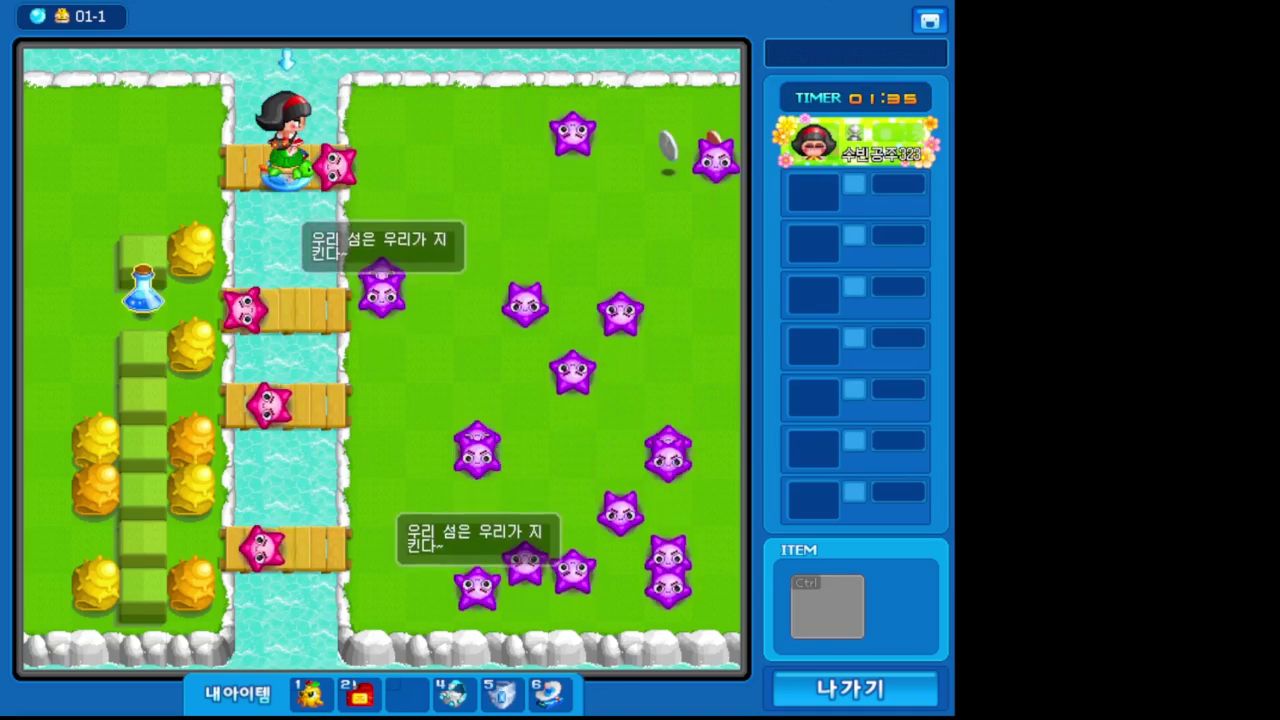 01-1
TIMER 01:35
수빈공주323
우리 섬은 우리가 지
킨다~
우리 섬은 우리가 지
킨다~
ITEM
Ctrl
내아이템
1
2
4
5
6
나가기